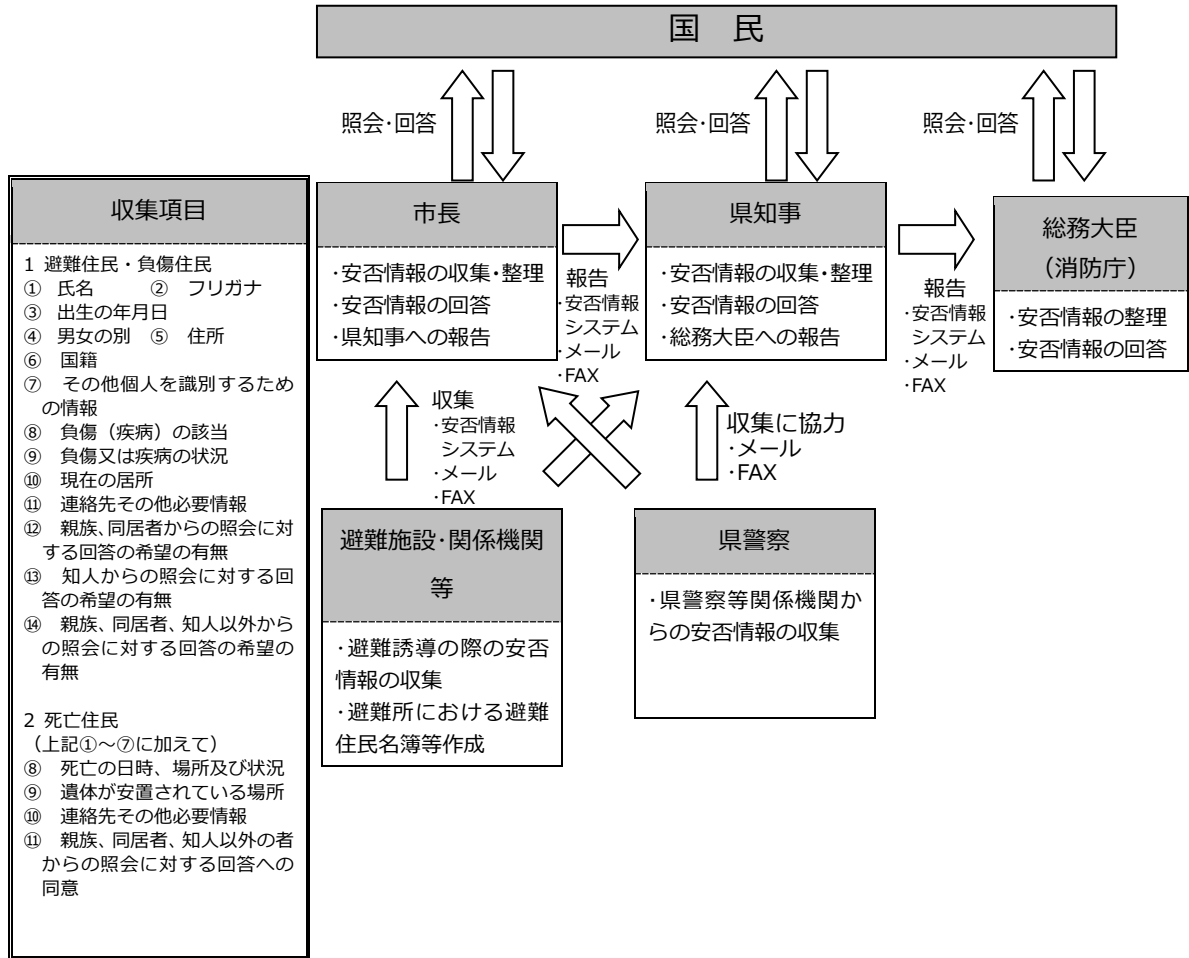 国　民
照会･回答
照会･回答
照会･回答
収集項目
1 避難住民・負傷住民
①　氏名　　②　フリガナ
③　出生の年月日
④　男女の別　⑤　住所
⑥　国籍
⑦　その他個人を識別するため
の情報
⑧　負傷（疾病）の該当
⑨　負傷又は疾病の状況
⑩　現在の居所
⑪　連絡先その他必要情報
⑫　親族、同居者からの照会に対
する回答の希望の有無
⑬　知人からの照会に対する回
答の希望の有無
⑭　親族、同居者、知人以外から
の照会に対する回答の希望の
有無
2 死亡住民
（上記①～⑦に加えて）
⑧　死亡の日時、場所及び状況
⑨　遺体が安置されている場所
⑩　連絡先その他必要情報
⑪　親族、同居者、知人以外の者
からの照会に対する回答への
同意
市長
･安否情報の収集･整理
･安否情報の回答
･県知事への報告
報告
･安否情報
システム
･メール
･FAX
県知事
･安否情報の収集･整理
･安否情報の回答
･総務大臣への報告
報告
･安否情報
システム
･メール
･FAX
総務大臣
（消防庁）
･安否情報の整理
･安否情報の回答
収集
･安否情報
システム
･メール
･FAX
収集に協力
･メール
･FAX
避難施設･関係機関
等
･避難誘導の際の安否
情報の収集
･避難所における避難
住民名簿等作成
県警察
･県警察等関係機関か
らの安否情報の収集